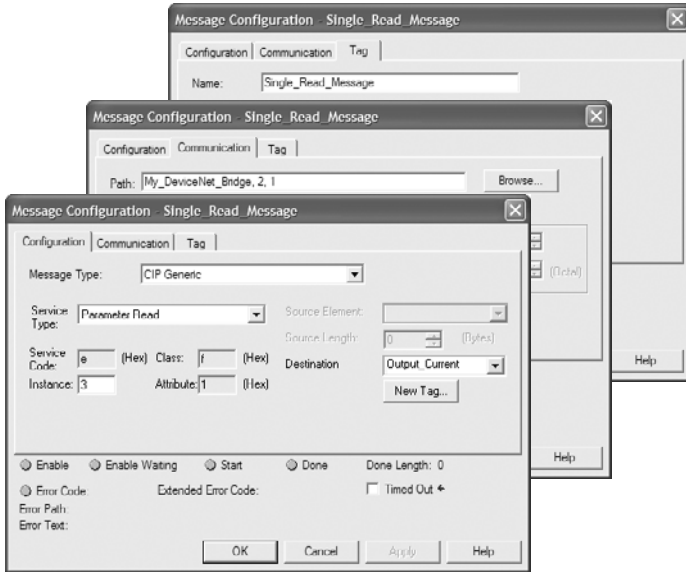 Message Configuration - Single_Read_Message
Configuration Communication Tag
Name: Single_Read_Message
Message Configuration - Single_Read_Message
Configuration Communication Tag
Path: My_DeviceNet_Bridge, 2, 1 Browse...
(Octal)
Help
Message Configuration - Single_Read_Message
Configuration Communication Tag
Message Type: CIP Generic
Service Type: Parameter Read Source Element:
Source Length: 0 (Bytes)
Service Code: e (Hex) Class: f (Hex) Destination Output_Current
Instance: 3 Attribute: 1 (Hex) New Tag...
Help
Enable Enable Waiting Start Done Done Length: 0
Error Code: Extended Error Code: Timed Out
Error Path:
Error Text:
OK Cancel Apply Help